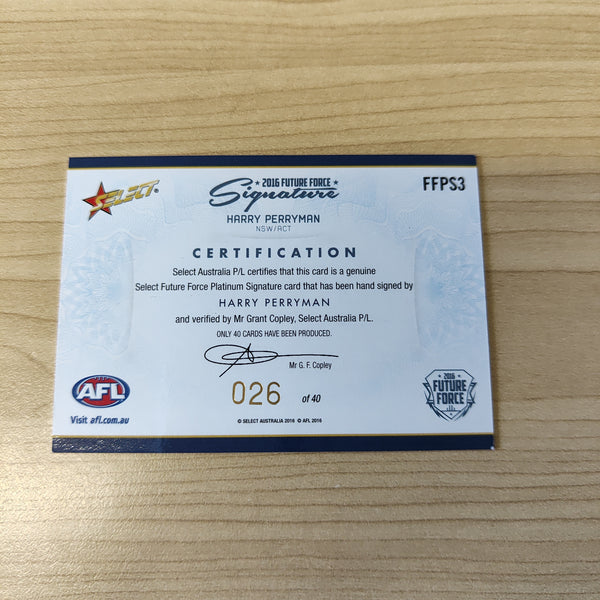 SELECT®
2016 FUTURE FORCE
Signature
FFPS3
HARRY PERRYMAN
NSW/ACT
CERTIFICATION
Select Australia P/L certifies that this card is a genuine
Select Future Force Platinum Signature card that has been hand signed by
HARRY PERRYMAN
and verified by Mr Grant Copley, Select Australia P/L.
ONLY 40 CARDS HAVE BEEN PRODUCED.
Mr G. F. Copley
026 of 40
AFL
Visit afl.com.au
2016
FUTURE
FORCE
© SELECT AUSTRALIA 2016 © AFL 2016